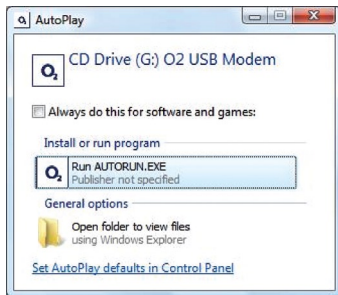 AutoPlay
CD Drive (G:) O2 USB Modem
O2
Always do this for software and games:
Install or run program
O2
Run AUTORUN.EXE
Publisher not specified
General options
Open folder to view files
using Windows Explorer
Set AutoPlay defaults in Control Panel